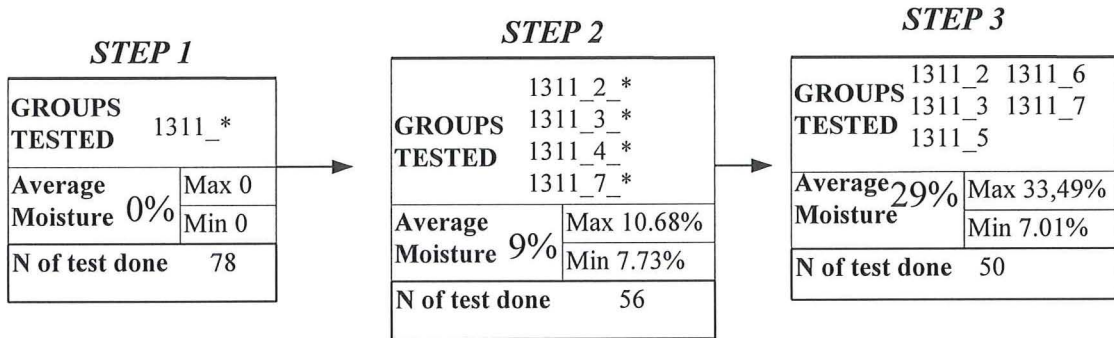 STEP 1
GROUPS TESTED 1311_*
Average Moisture 0% Max 0
Min 0
N of test done 78
STEP 2
GROUPS TESTED
1311_2_*
1311_3_*
1311_4_*
1311_7_*
Average Moisture 9% Max 10.68%
Min 7.73%
N of test done 56
STEP 3
GROUPS TESTED
1311_2 1311_6
1311_3 1311_7
1311_5
Average Moisture 29% Max 33,49%
Min 7.01%
N of test done 50